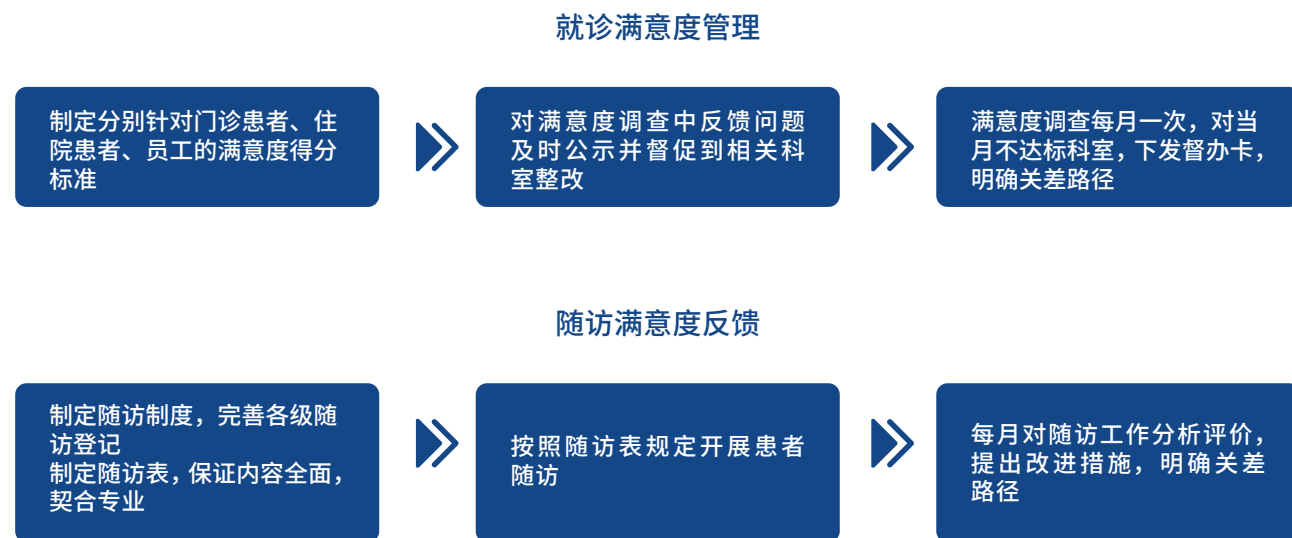 就诊满意度管理
制定分别针对门诊患者、住
院患者、员工的满意度得分
标准
对满意度调查中反馈问题
及时公示并督促到相关科
室整改
满意度调查每月一次，对当
月不达标科室，下发督办卡，
明确关差路径
随访满意度反馈
制定随访制度，完善各级随
访登记
制定随访表，保证内容全面，
契合专业
按照随访表规定开展患者
随访
每月对随访工作分析评价，
提出改进措施，明确关差
路径